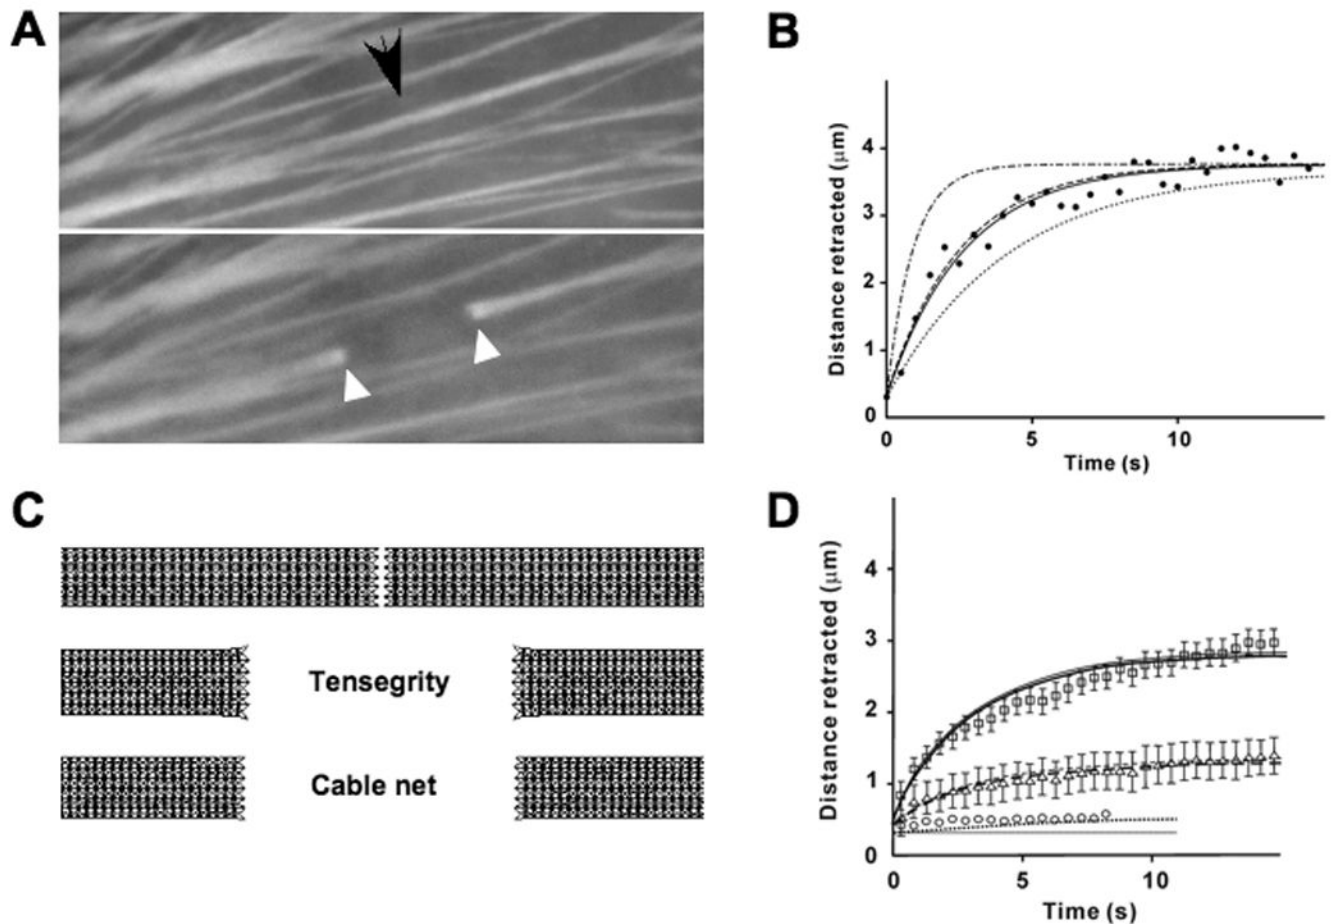 A
B
Distance retracted (μm)
4
3
2
1
0
0 5 10
Time (s)
C
Tensegrity
Cable net
D
Distance retracted (μm)
4
3
2
1
0
0 5 10
Time (s)